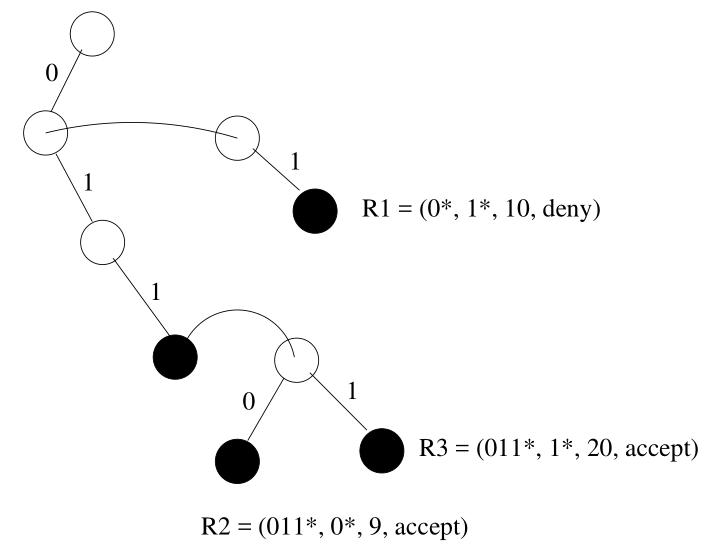 0
1
R1 = (0*, 1*, 10, deny)
1
1
0
1
R3 = (011*, 1*, 20, accept)
R2 = (011*, 0*, 9, accept)